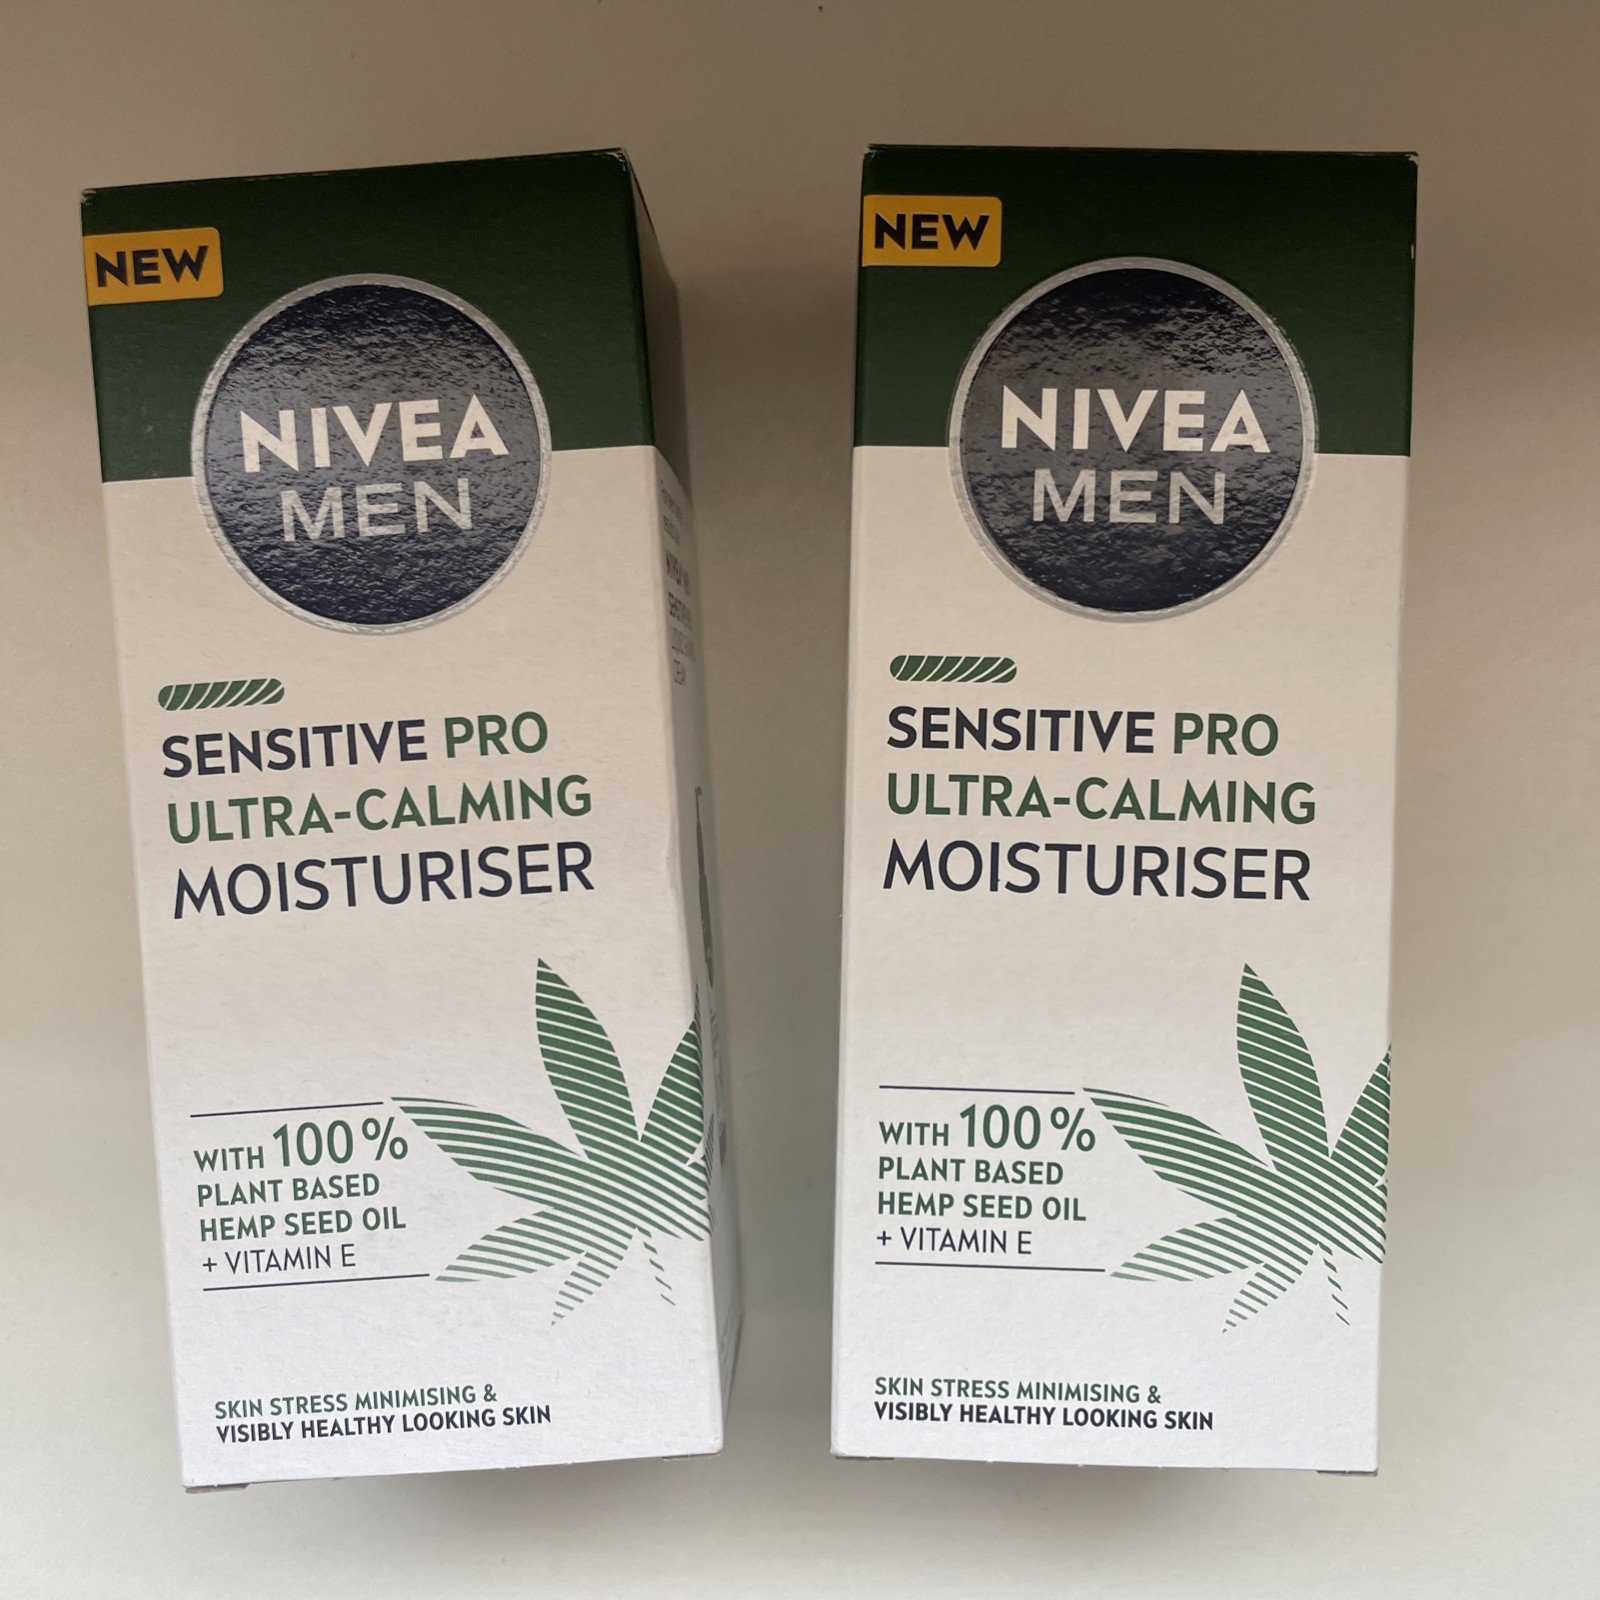 NEW
NIVEA
MEN
SENSITIVE PRO
ULTRA-CALMING
MOISTURISER
WITH 100%
PLANT BASED
HEMP SEED OIL
+ VITAMIN E
SKIN STRESS MINIMISING &
VISIBLY HEALTHY LOOKING SKIN
NEW
NIVEA
MEN
SENSITIVE PRO
ULTRA-CALMING
MOISTURISER
WITH 100%
PLANT BASED
HEMP SEED OIL
+ VITAMIN E
SKIN STRESS MINIMISING &
VISIBLY HEALTHY LOOKING SKIN